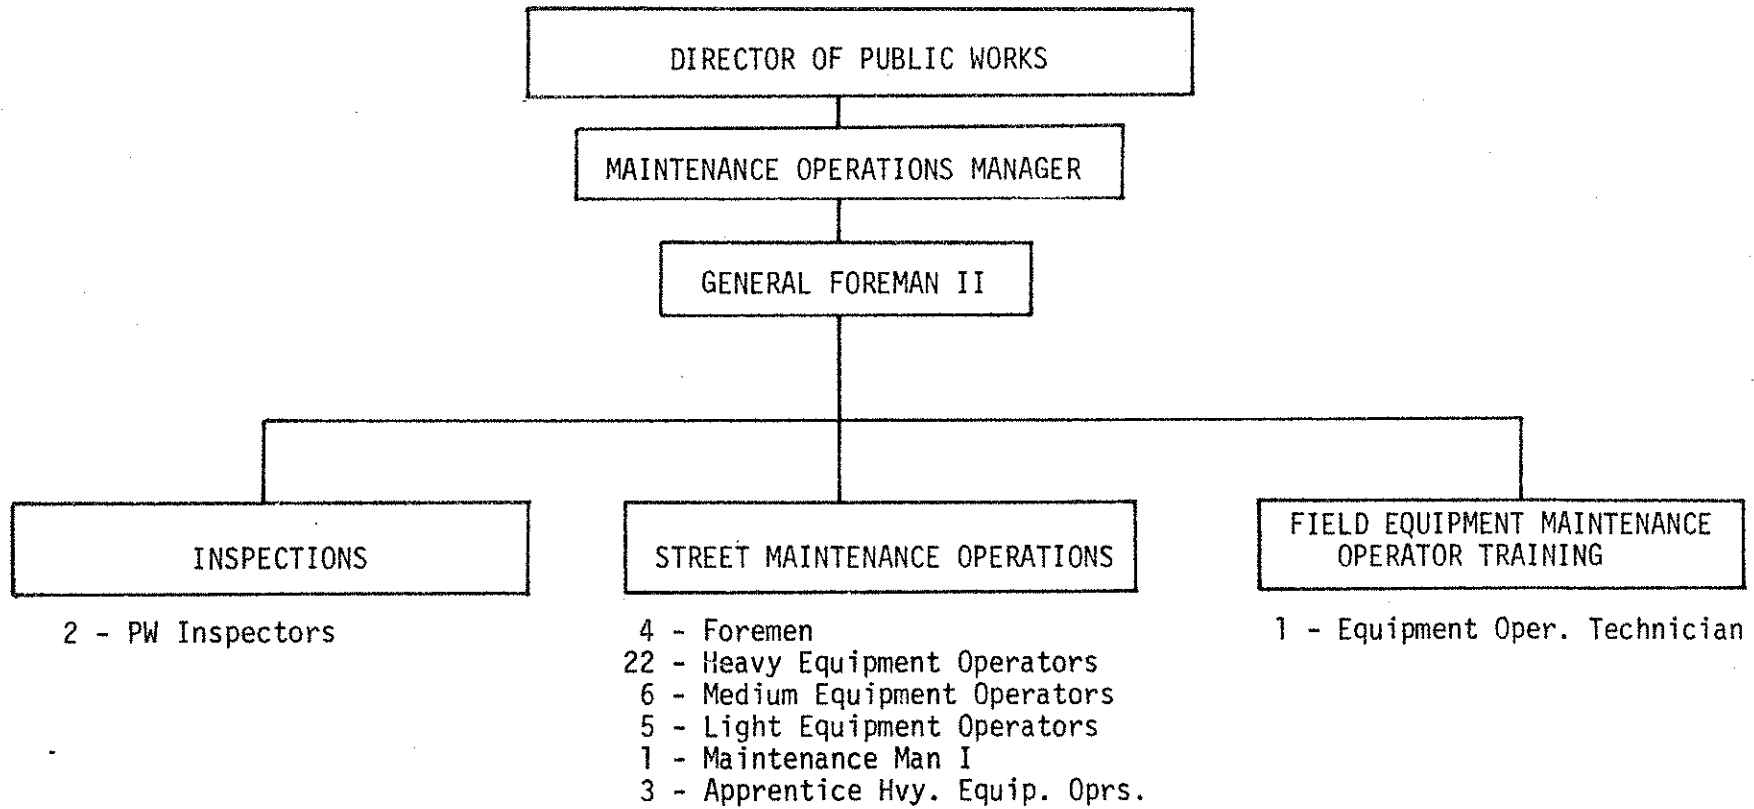 DIRECTOR OF PUBLIC WORKS
MAINTENANCE OPERATIONS MANAGER
GENERAL FOREMAN II
INSPECTIONS
2 - PW Inspectors
STREET MAINTENANCE OPERATIONS
4 - Foremen
22 - Heavy Equipment Operators
6 - Medium Equipment Operators
5 - Light Equipment Operators
1 - Maintenance Man I
3 - Apprentice Hvy. Equip. Oprs.
FIELD EQUIPMENT MAINTENANCE
OPERATOR TRAINING
1 - Equipment Oper. Technician